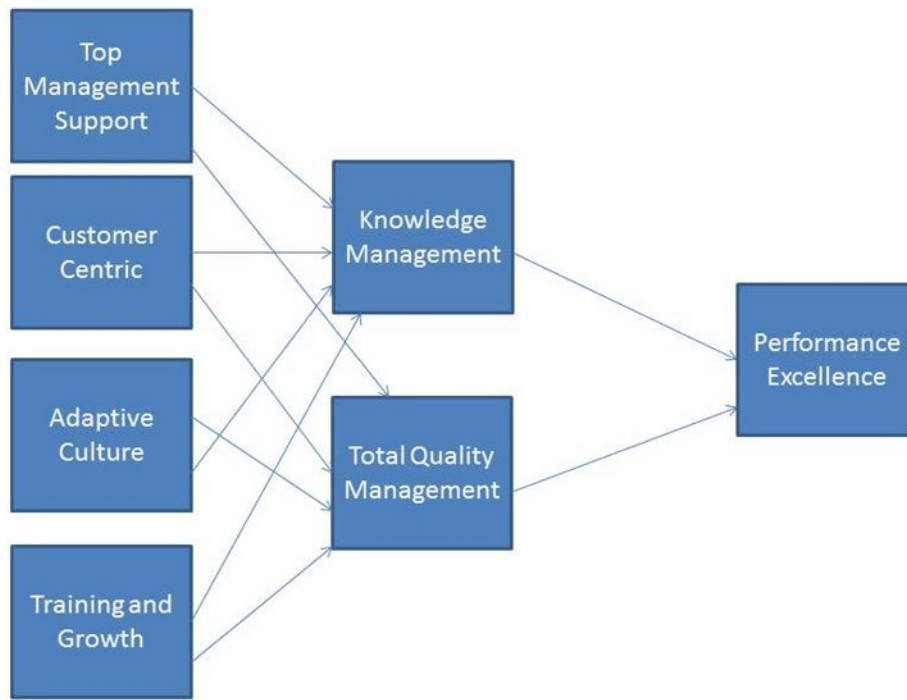 Top
Management
Support
Customer
Centric
Adaptive
Culture
Training and
Growth
Knowledge
Management
Total Quality
Management
Performance
Excellence